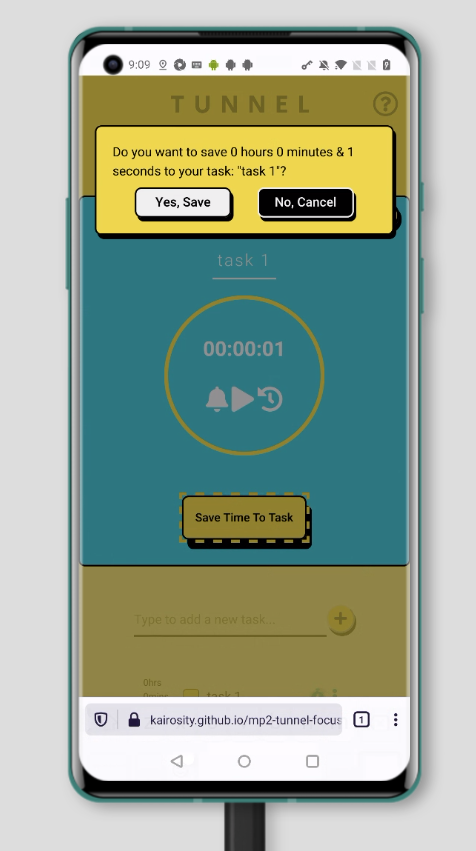 9:09
TUNNEL
?
Do you want to save 0 hours 0 minutes & 1
seconds to your task: "task 1"?
Yes, Save
No, Cancel
task 1
00:00:01
Save Time To Task
Type to add a new task...
0hrs
task 1
kairosity.github.io/mp2-tunnel-focus
1